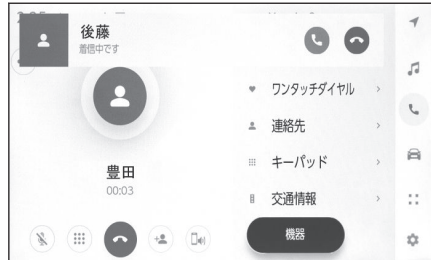 後藤
着信中です
ワンタッチダイヤル
連絡先
キーパッド
交通情報
豊田
00:03
機器